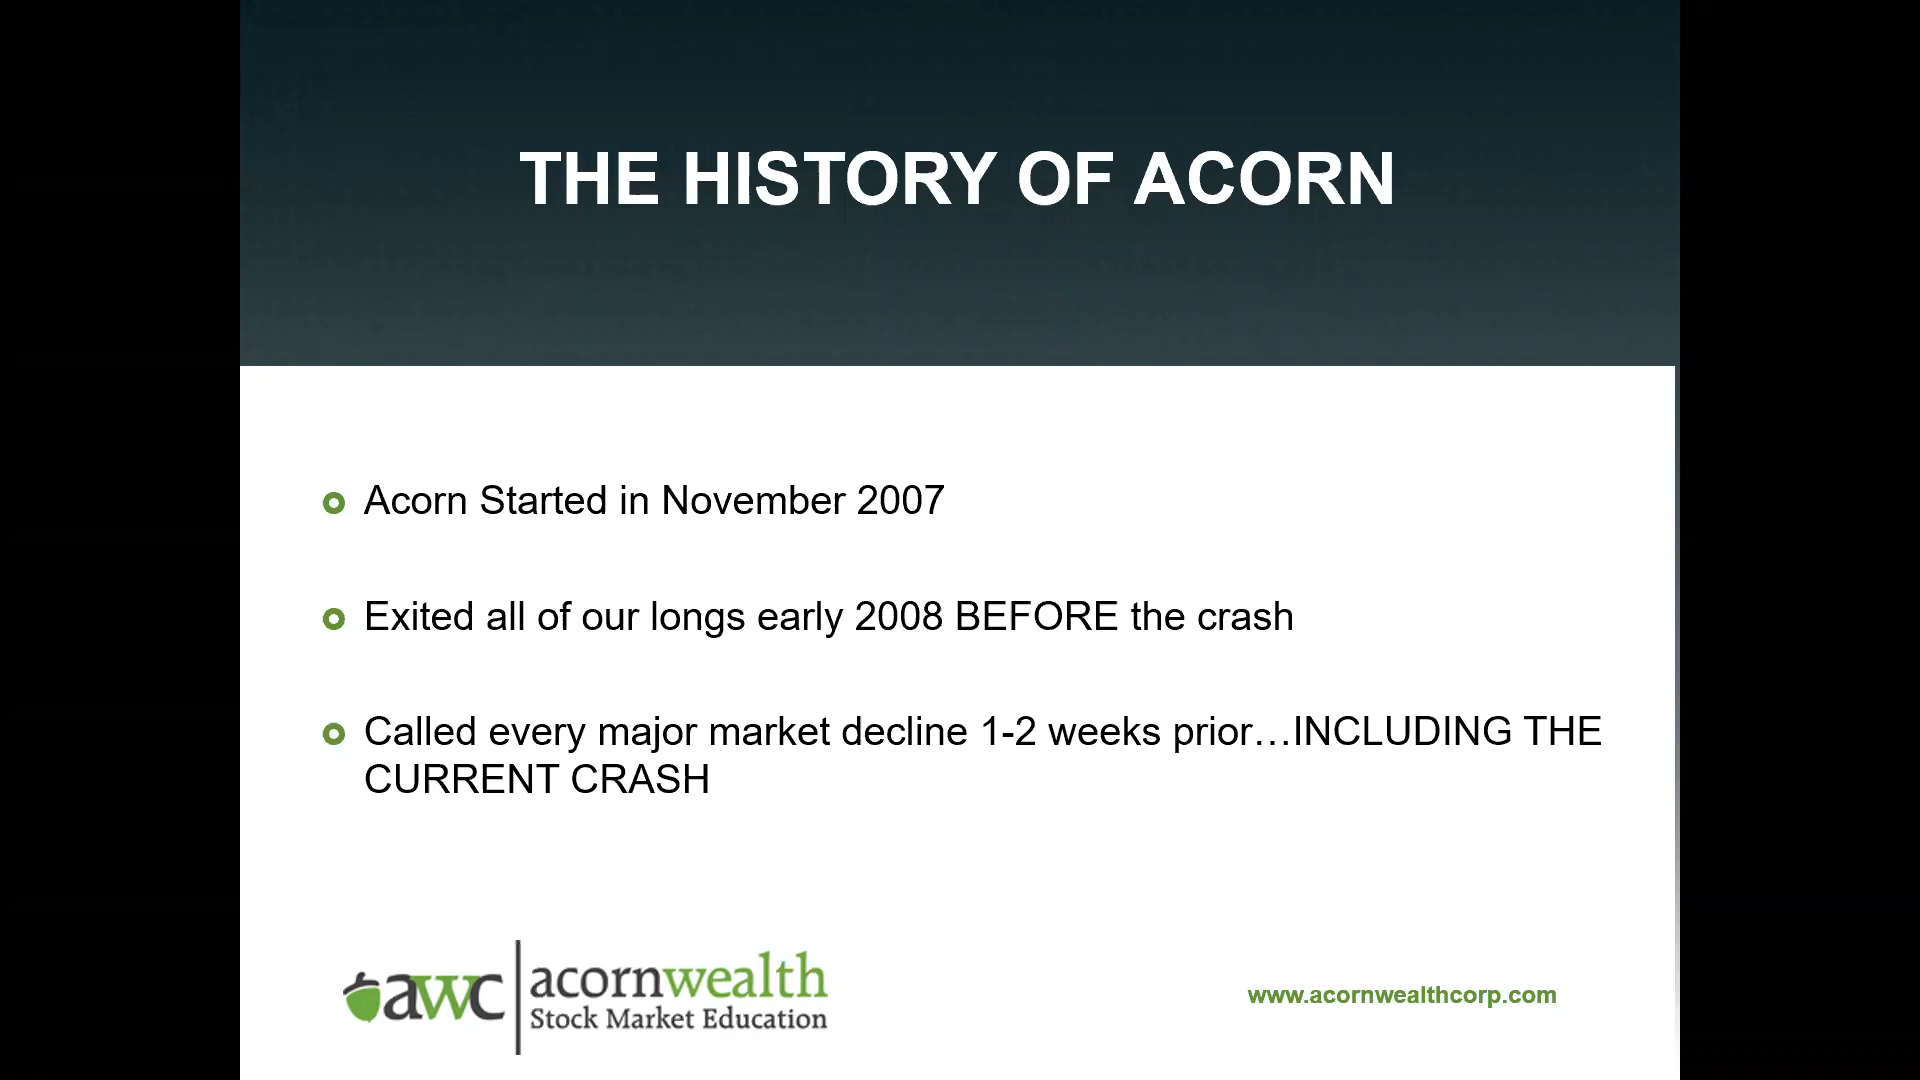 THE HISTORY OF ACORN
Acorn Started in November 2007
Exited all of our longs early 2008 BEFORE the crash
Called every major market decline 1-2 weeks prior…INCLUDING THE
CURRENT CRASH
awc acornwealth
Stock Market Education
www.acornwealthcorp.com